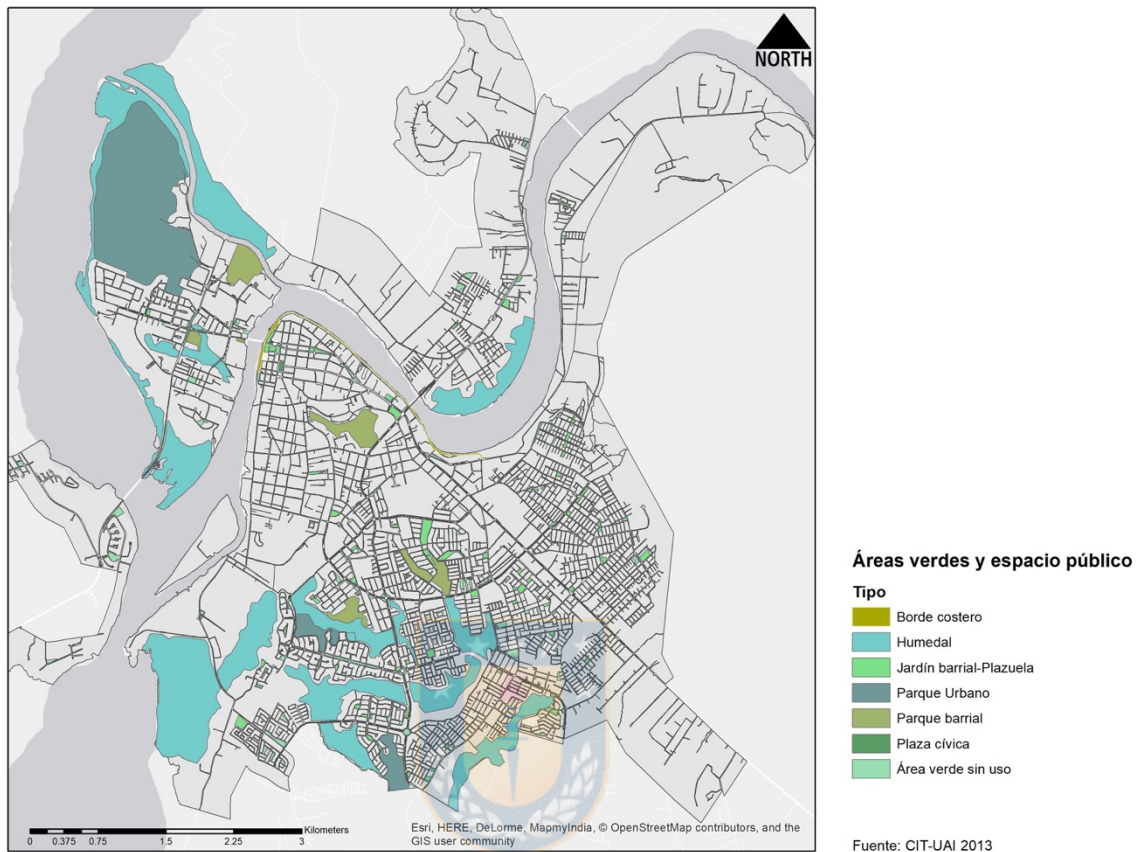 NORTH
Kilometers
0 0.375 0.75 1.5 2.25 3
Esri, HERE, DeLorme, MapmyIndia, © OpenStreetMap contributors, and the
GIS user community
Áreas verdes y espacio público
Tipo
Borde costero
Humedal
Jardín barrial-Plazuela
Parque Urbano
Parque barrial
Plaza cívica
Área verde sin uso
Fuente: CIT-UAI 2013